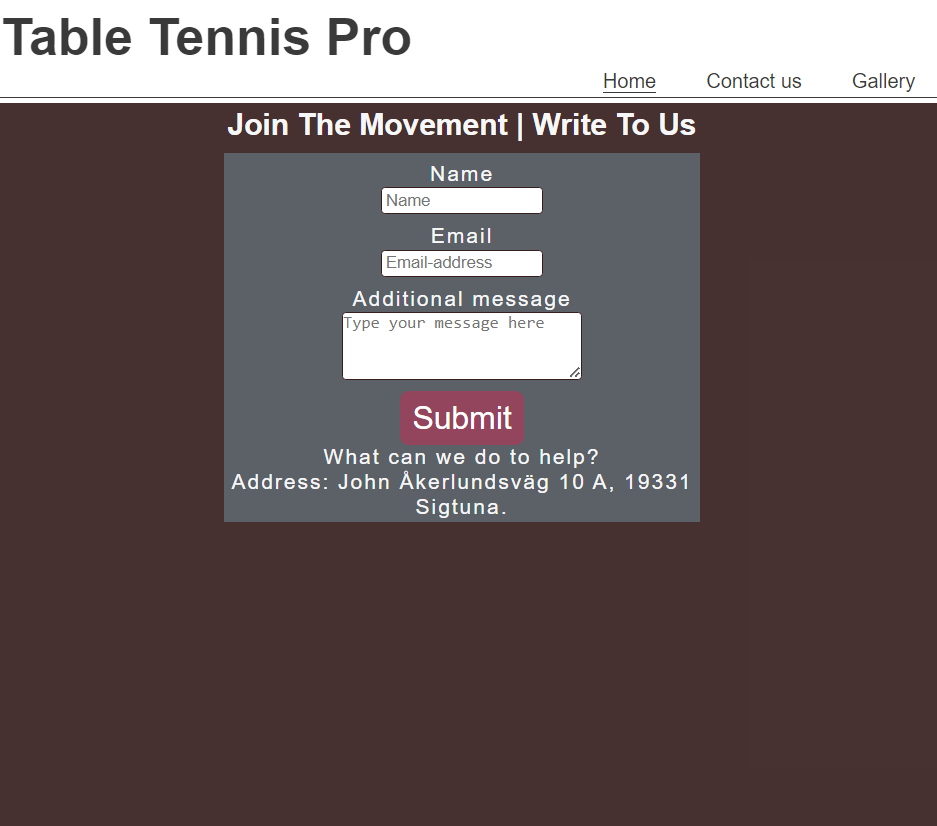 Table Tennis Pro
Home Contact us Gallery
Join The Movement | Write To Us
Name
Name
Email
Email-address
Additional message
Type your message here
Submit
What can we do to help?
Address: John Åkerlundsväg 10 A, 19331
Sigtuna.